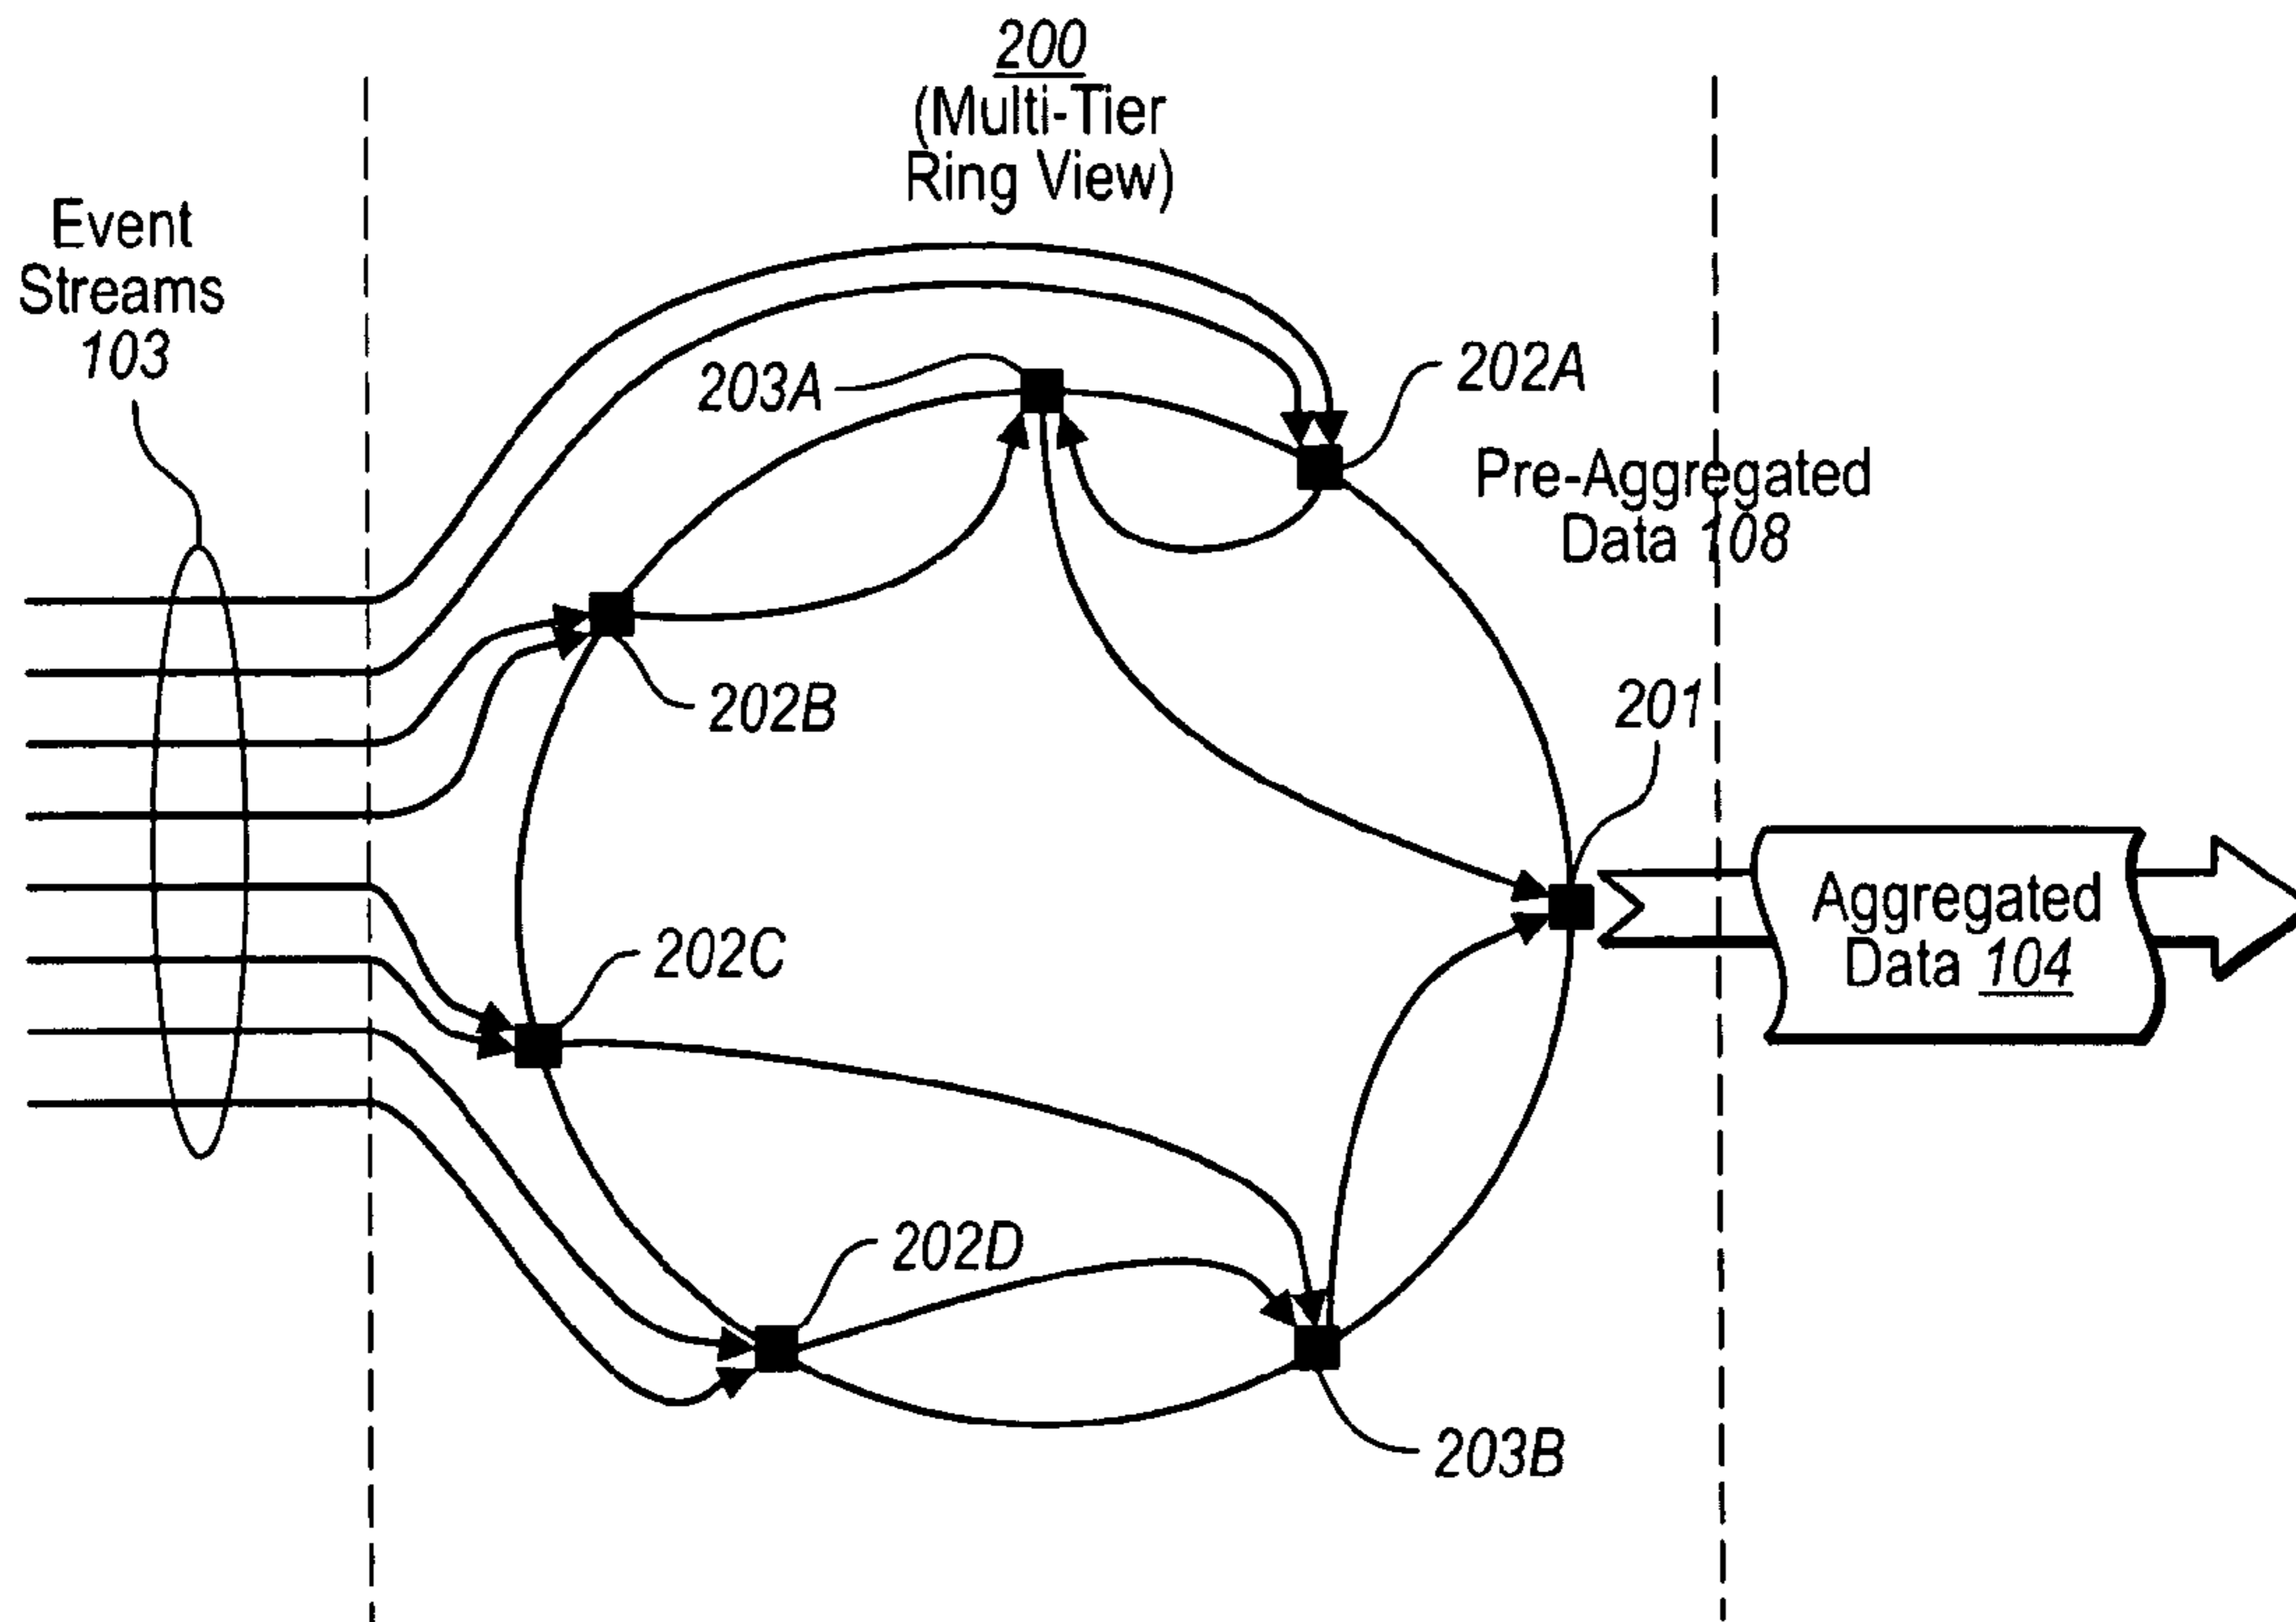 200
(Multi-Tier
Ring View)
Event
Streams
103
203A
202A
Pre-Aggregated
Data 108
202B
201
202C
Aggregated
Data 104
202D
203B